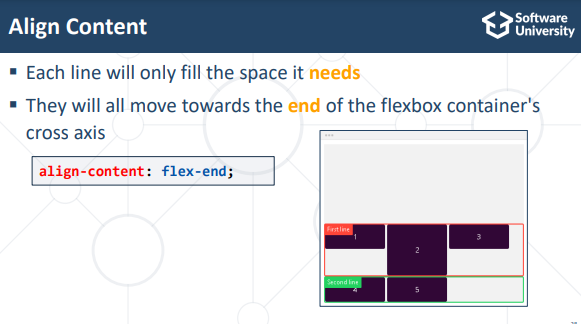 Align Content
Software
University
▪ Each line will only fill the space it needs
▪ They will all move towards the end of the flexbox container's
cross axis
align-content: flex-end;
First line
1
2
3
Second line
4
5